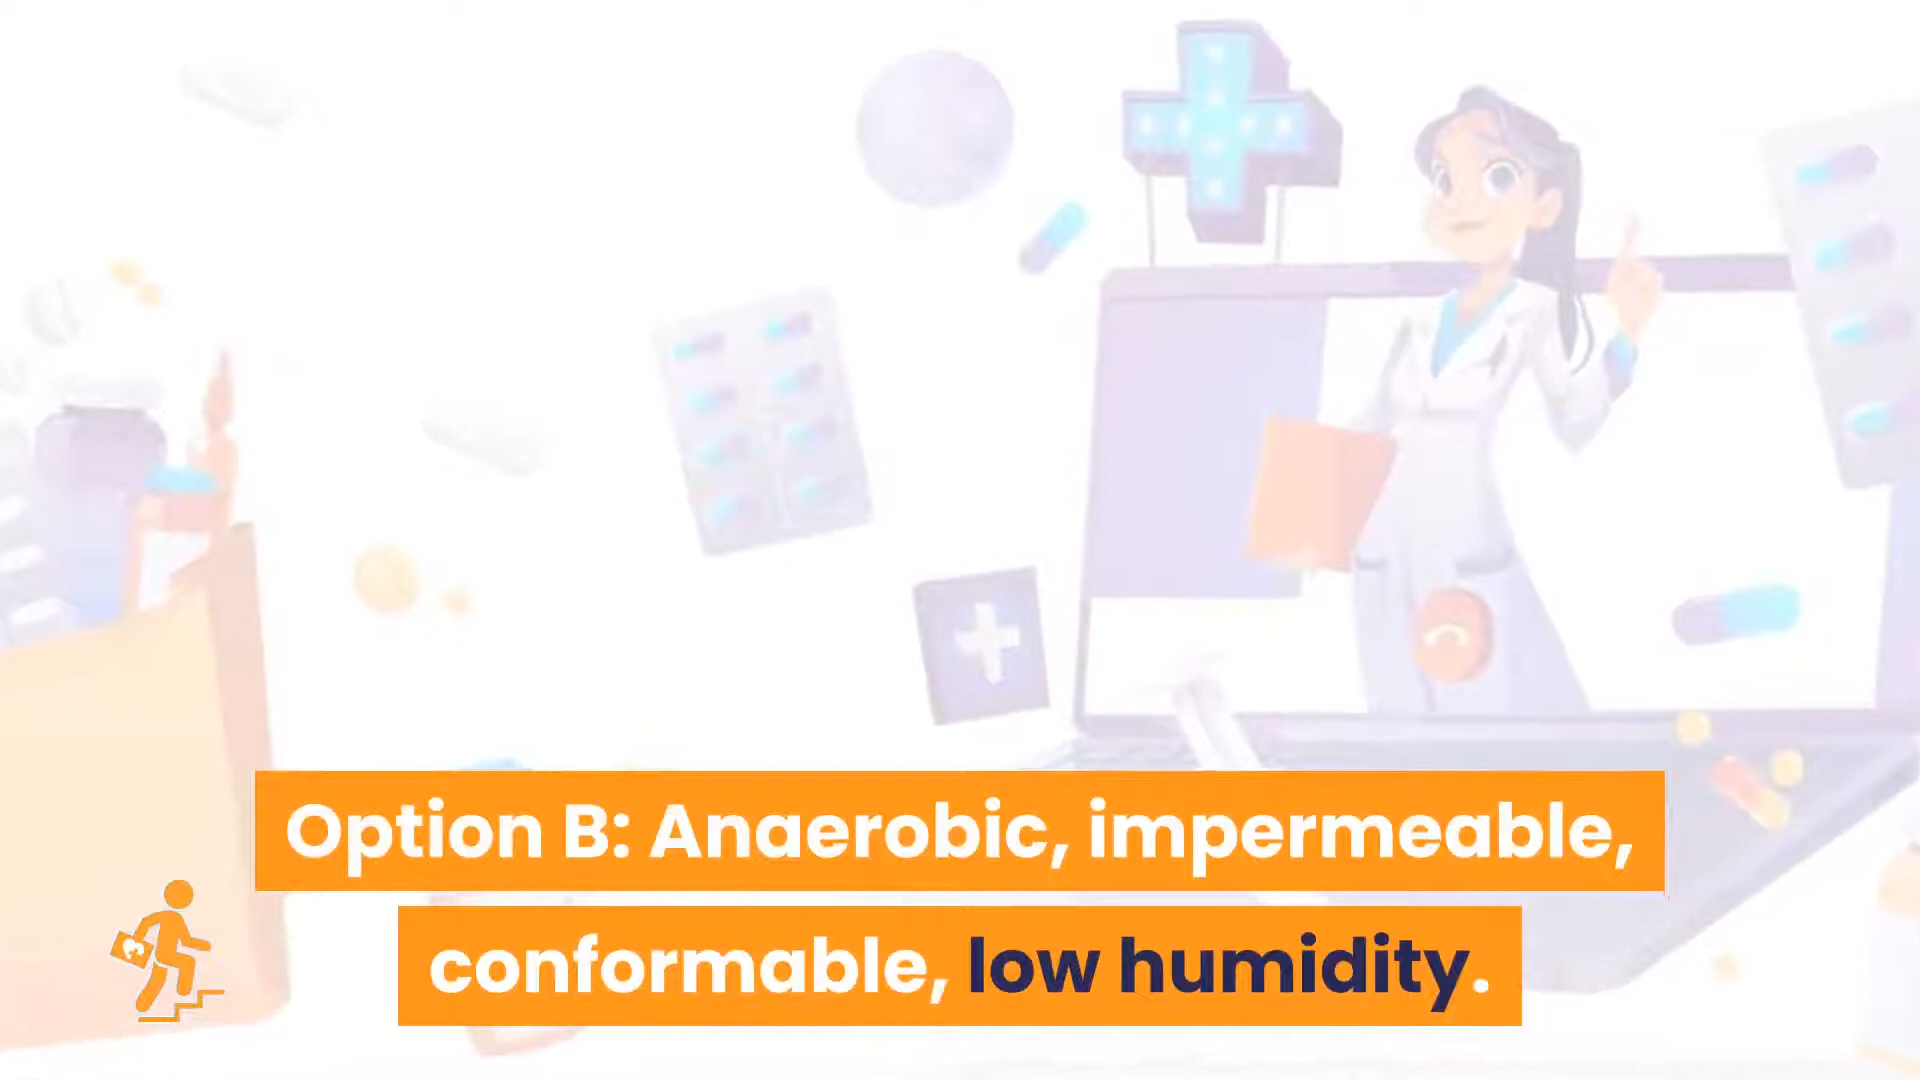 Option B: Anaerobic, impermeable,
conformable, low humidity.